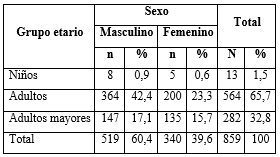 Grupo etario Sexo Total
Masculino Femenino
n % n % N %
Niños 8 0,9 5 0,6 13 1,5
Adultos 364 42,4 200 23,3 564 65,7
Adultos mayores 147 17,1 135 15,7 282 32,8
Total 519 60,4 340 39,6 859 100